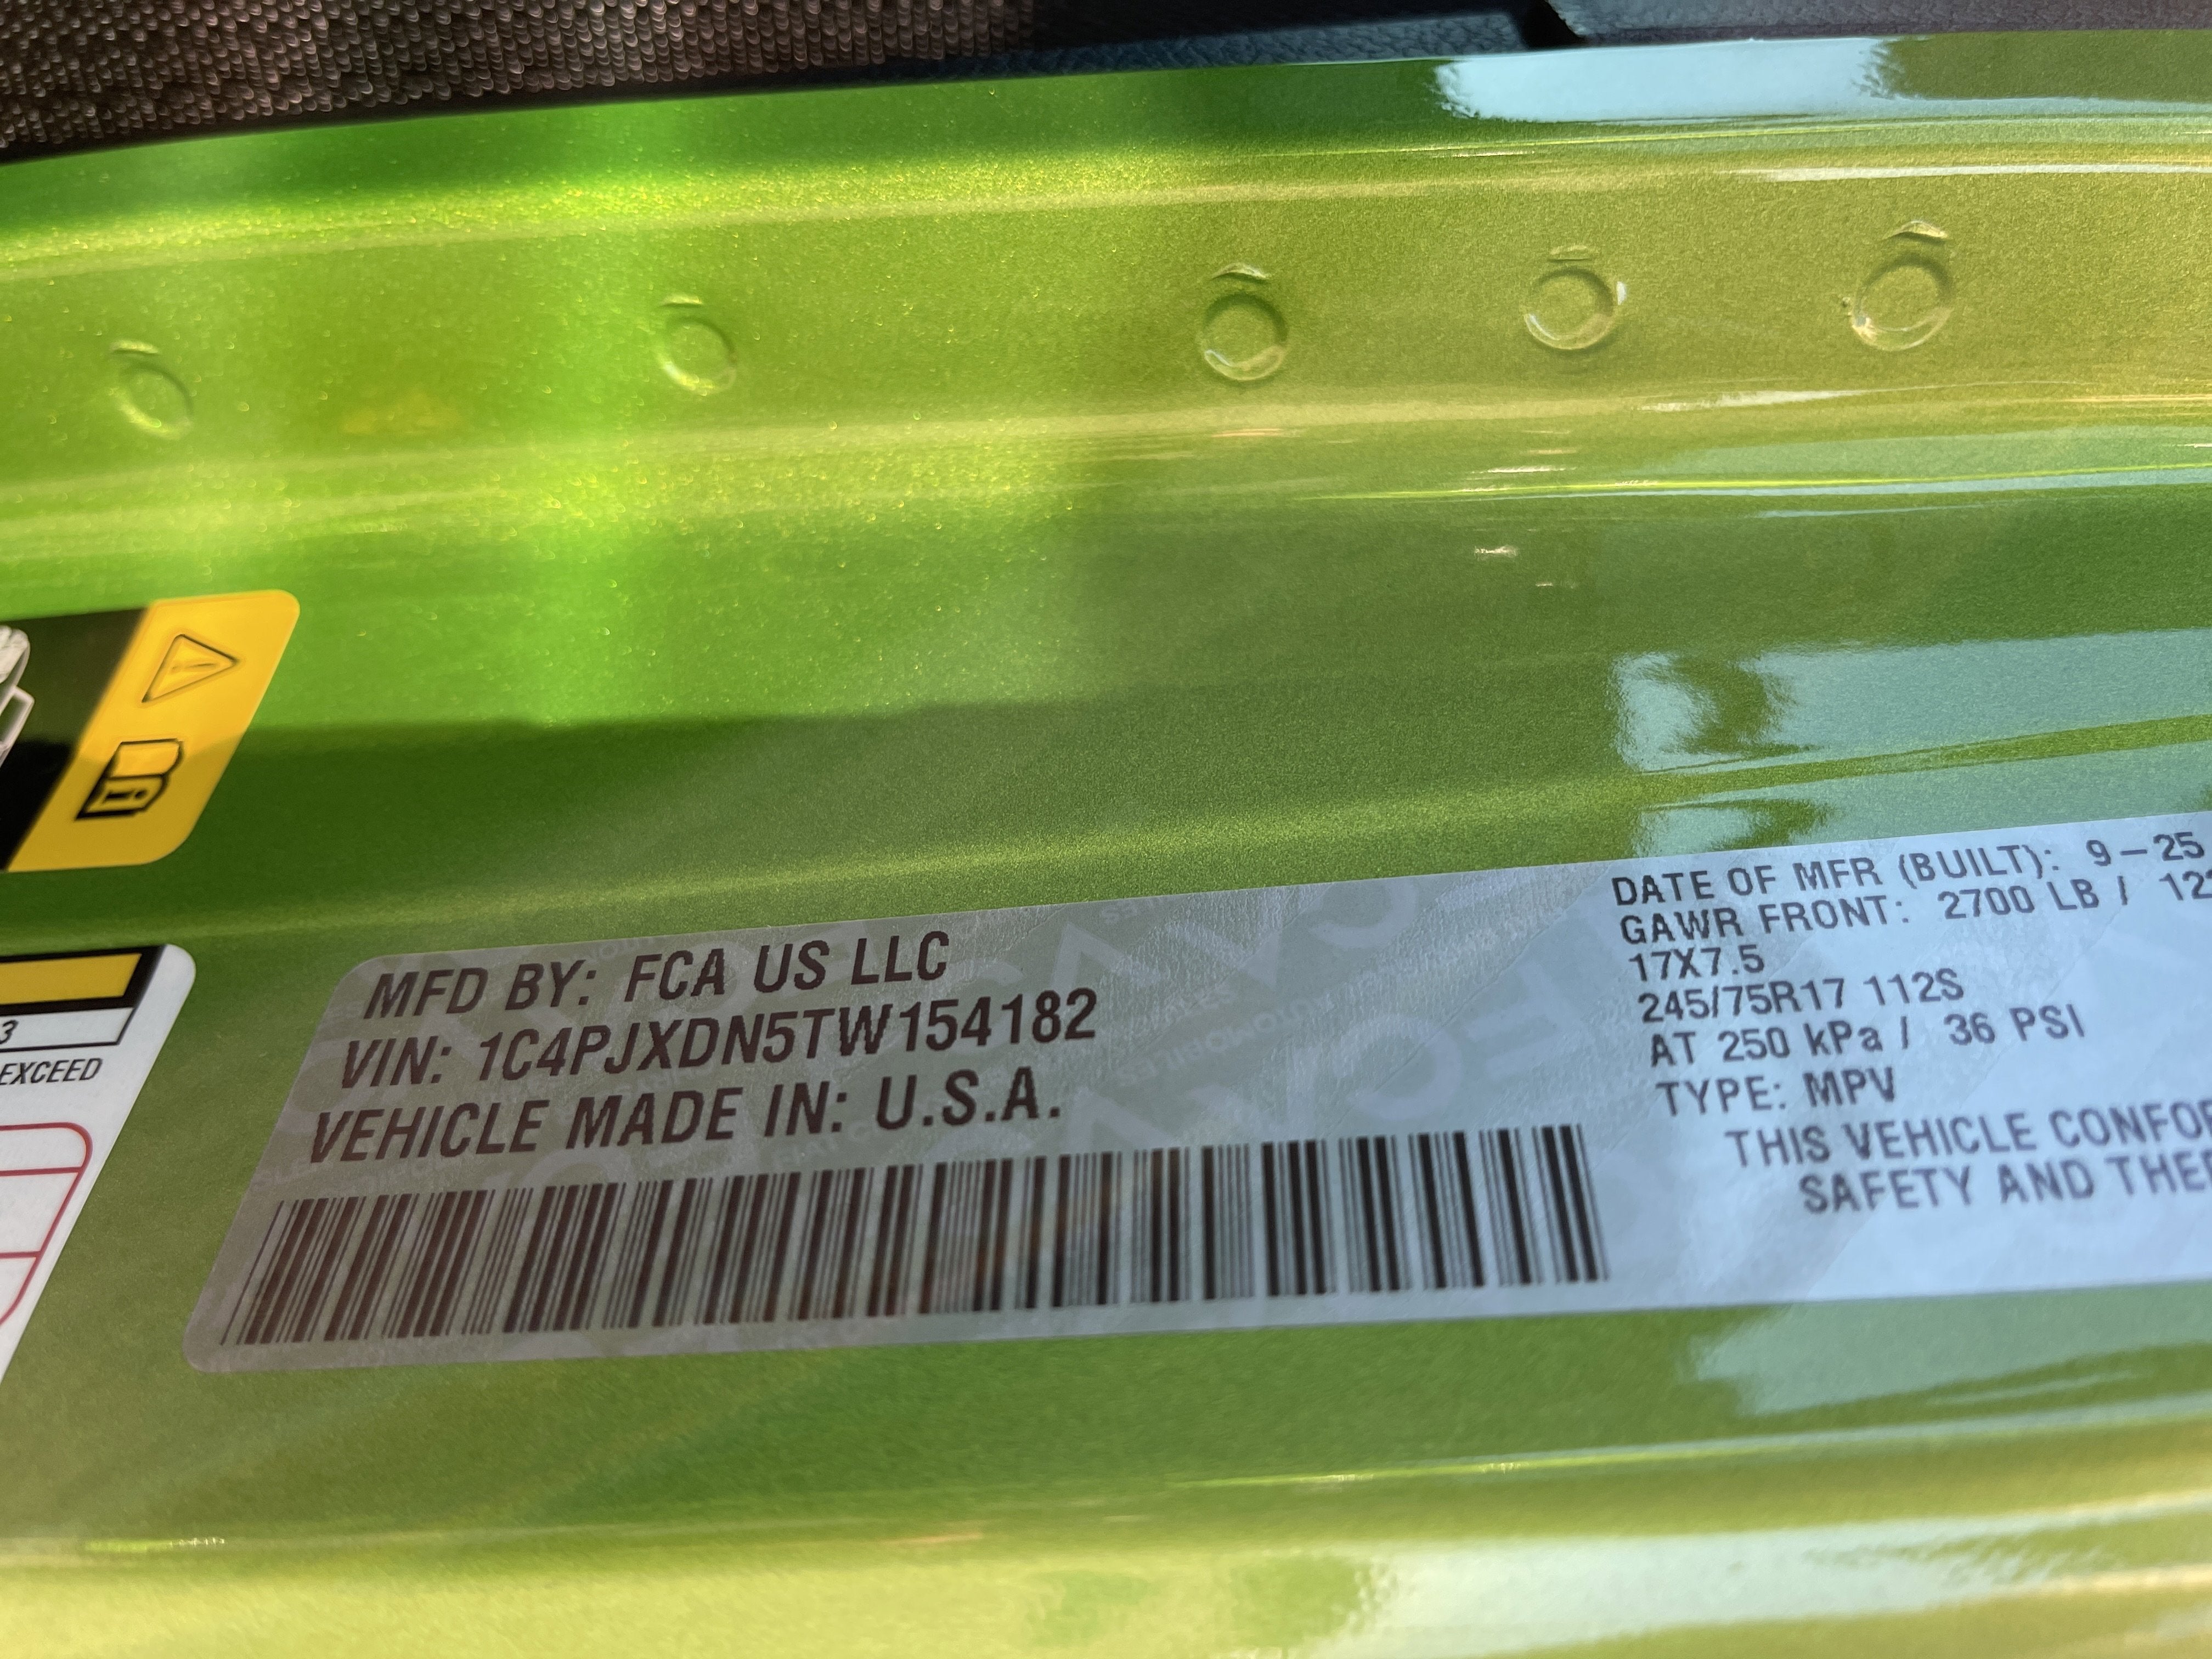 3
EXCEED
MFD BY: FCA US LLC
VIN: 1C4PJXDN5TW154182
VEHICLE MADE IN: U.S.A.
DATE OF MFR (BUILT): 9-25
GAWR FRONT: 2700 LB /
17X7.5
245/75R17 112S
AT 250 kPa / 36 PSI
TYPE: MPV
THIS VEHICLE
SAFETY AND